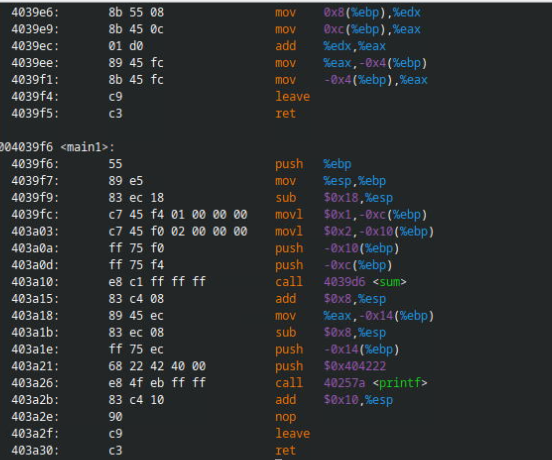 4039e6: 8b 55 08 mov 0x8(%ebp),%edx
4039e9: 8b 45 0c mov 0xc(%ebp),%eax
4039ec: 01 d0 add %edx,%eax
4039ee: 89 45 fc mov %eax,-0x4(%ebp)
4039f1: 8b 45 fc mov -0x4(%ebp),%eax
4039f4: c9 leave
4039f5: c3 ret
004039f6 <main1>:
4039f6: 55 push %ebp
4039f7: 89 e5 mov %esp,%ebp
4039f9: 83 ec 18 sub $0x18,%esp
4039fc: c7 45 f4 01 00 00 00 movl $0x1,-0xc(%ebp)
403a03: c7 45 f0 02 00 00 00 movl $0x2,-0x10(%ebp)
403a0a: ff 75 f0 push -0x10(%ebp)
403a0d: ff 75 f4 push -0xc(%ebp)
403a10: e8 c1 ff ff ff call 4039d6 <sum>
403a15: 83 c4 08 add $0x8,%esp
403a18: 89 45 ec mov %eax,-0x14(%ebp)
403a1b: 83 ec 08 sub $0x8,%esp
403a1e: ff 75 ec push -0x14(%ebp)
403a21: 68 22 42 40 00 push $0x404222
403a26: e8 4f eb ff ff call 40257a <printf>
403a2b: 83 c4 10 add $0x10,%esp
403a2e: 90 nop
403a2f: c9 leave
403a30: c3 ret